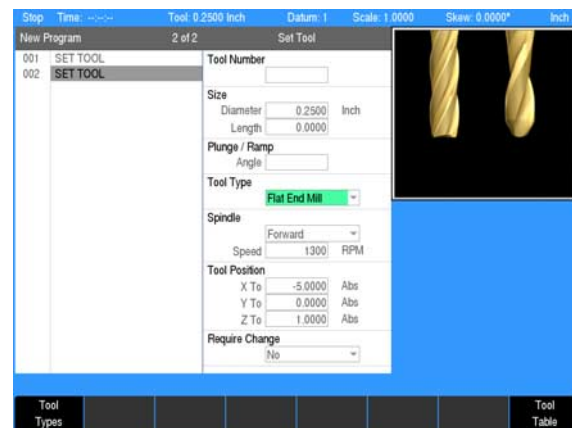 Stop Time: --:--:-- Tool: 0.2500 Inch Datum: 1 Scale: 1.0000 Skew: 0.0000° Inch
New Program 2 of 2 Set Tool
001 SET TOOL
002 SET TOOL
Tool Number
Size
Diameter 0.2500 Inch
Length 0.0000
Plunge / Ramp
Angle
Tool Type
Flat End Mill
Spindle
Forward
Speed 1300 RPM
Tool Position
X To -5.0000 Abs
Y To 0.0000 Abs
Z To 1.0000 Abs
Require Change
No
Tool Types
Tool Table